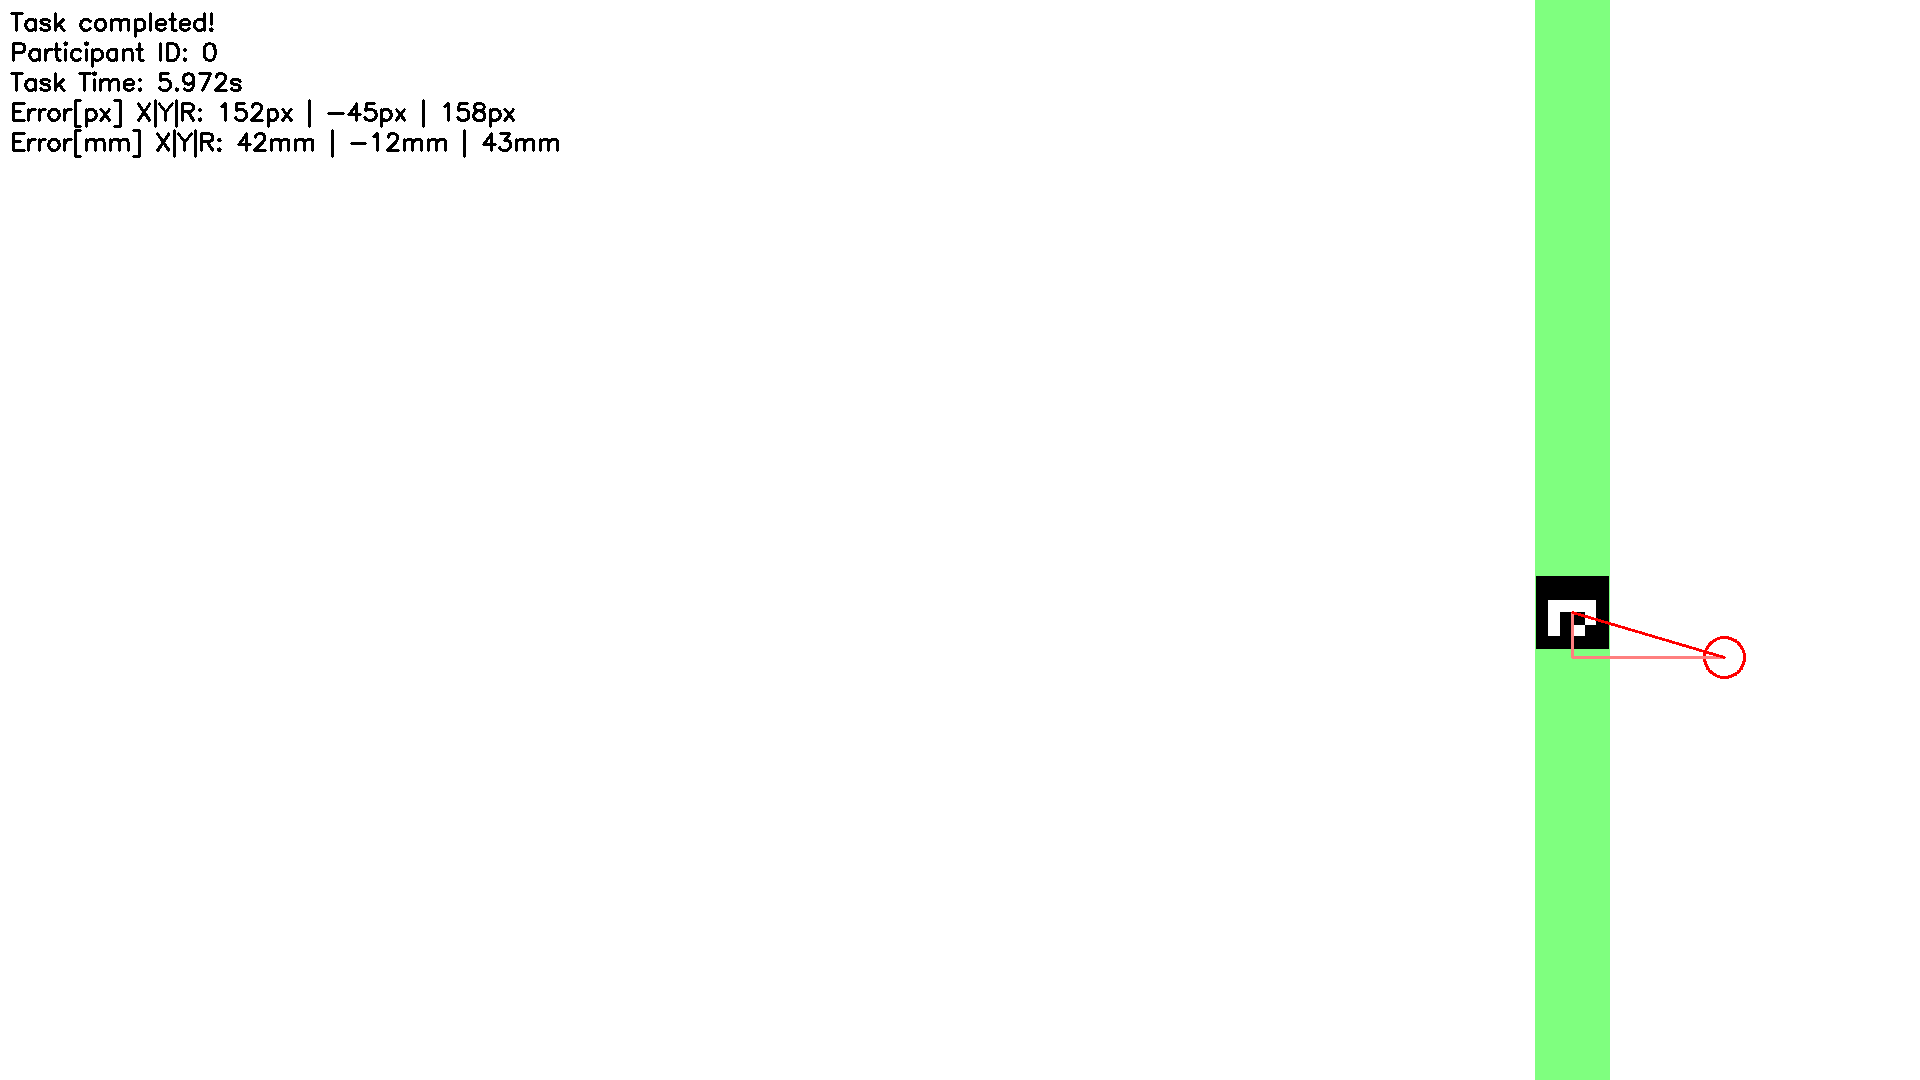 Task completed!
Participant ID: 0
Task Time: 5.972s
Error[px] X|Y|R: 152px | -45px | 158px
Error[mm] X|Y|R: 42mm | -12mm | 43mm